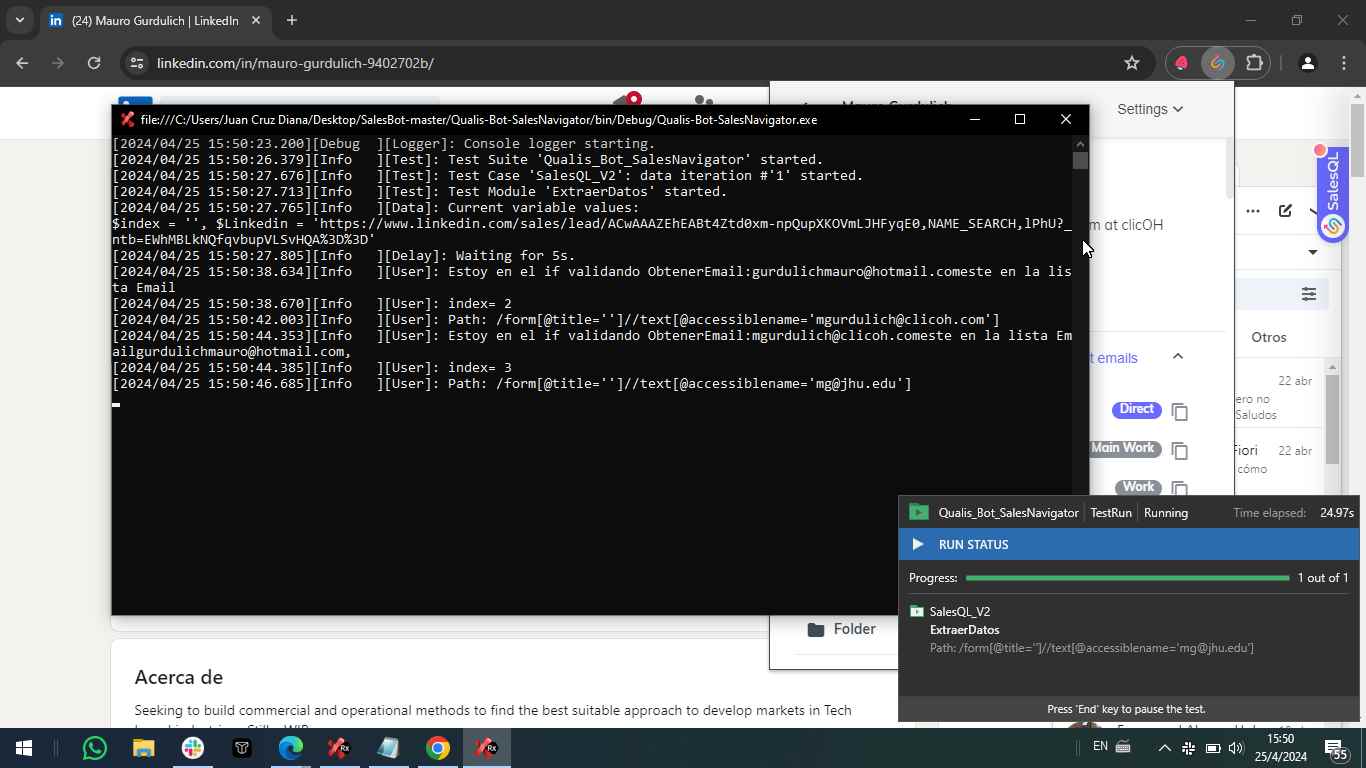 (24) Mauro Gurdulich | LinkedIn
linkedin.com/in/mauro-gurdulich-9402702b/
Settings
file:///C:/Users/Juan Cruz Diana/Desktop/SalesBot-master/Qualis-Bot-SalesNavigator/bin/Debug/Qualis-Bot-SalesNavigator.exe
[2024/04/25 15:50:23.200][Debug ][Logger]: Console logger starting.
[2024/04/25 15:50:26.379][Info ][Test]: Test Suite 'Qualis_Bot_SalesNavigator' started.
[2024/04/25 15:50:27.676][Info ][Test]: Test Case 'SalesQL_V2': data iteration #'1' started.
[2024/04/25 15:50:27.713][Info ][Test]: Test Module 'ExtraerDatos' started.
[2024/04/25 15:50:27.765][Info ][Data]: Current variable values:
$index = '', $Linkedin = 'https://www.linkedin.com/sales/lead/ACwAAAZEhEABt4Ztd0xm-npQupXKOVmLJHFyqE0,NAME_SEARCH,lPhU?_
ntb=EWhMBLkNQfqvbupVLSvHQA%3D%3D'
[2024/04/25 15:50:27.805][Info ][Delay]: Waiting for 5s.
[2024/04/25 15:50:38.634][Info ][User]: Estoy en el if validando ObtenerEmail:gurdulichmauro@hotmail.comeste en la lis
ta Email
[2024/04/25 15:50:38.670][Info ][User]: index= 2
[2024/04/25 15:50:42.003][Info ][User]: Path: /form[@title='']//text[@accessiblename='mgurdulich@clicoh.com']
[2024/04/25 15:50:44.353][Info ][User]: Estoy en el if validando ObtenerEmail:mgurdulich@clicoh.comeste en la lista Em
ailgurdulichmauro@hotmail.com,
[2024/04/25 15:50:44.385][Info ][User]: index= 3
[2024/04/25 15:50:46.685][Info ][User]: Path: /form[@title='']//text[@accessiblename='mg@jhu.edu']
SalesQL
m at clicOH
t emails
Direct
Main Work
Work
Otros
22 abr
ero no
Saludos
Fiori 22 abr
cómo
Folder
Qualis_Bot_SalesNavigator TestRun Running Time elapsed: 24.97s
RUN STATUS
Progress: 1 out of 1
SalesQL_V2
ExtraerDatos
Path: /form[@title='']//text[@accessiblename='mg@jhu.edu']
Press 'End' key to pause the test.
Acerca de
Seeking to build commercial and operational methods to find the best suitable approach to develop markets in Tech
EN
15:50
25/4/2024
55